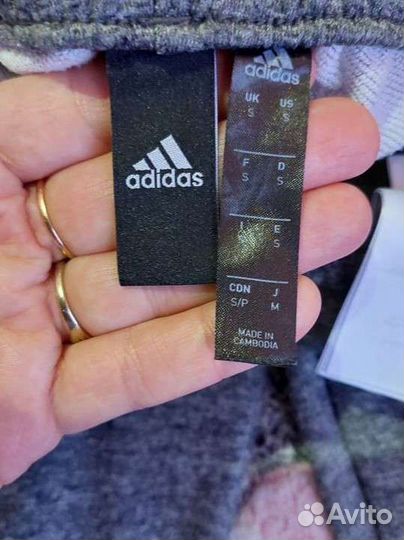 adidas
adidas
UK US
S S
F D
S S
I E
S S
CDN J
S/P M
MADE IN
CAMBODIA
Avito